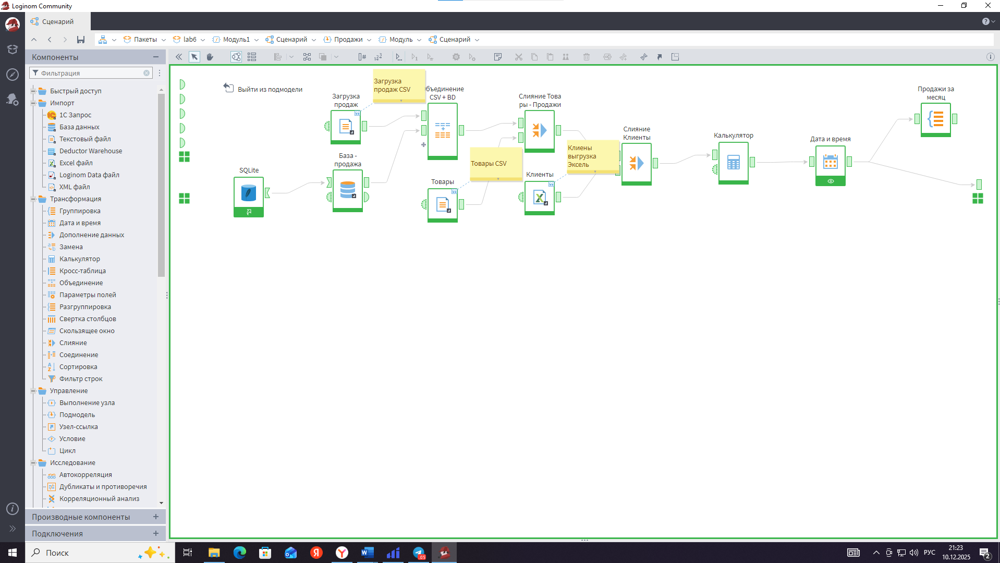 Loginom Community
Сценарий
Пакеты
lab6
Модуль1
Сценарий
Продажи
Модуль
Сценарий
Компоненты
Фильтрация
Быстрый доступ
Импорт
1С Запрос
База данных
Текстовый файл
Deductor Warehouse
Excel файл
Loginom Data файл
XML файл
Трансформация
Группировка
Дата и время
Дополнение данных
Замена
Калькулятор
Кросс-таблица
Объединение
Параметры полей
Разгруппировка
Свертка столбцов
Скользящее окно
Слияние
Соединение
Сортировка
Фильтр строк
Управление
Выполнение узла
Подмодель
Узел-ссылка
Условие
Цикл
Исследование
Автокорреляция
Дубликаты и противоречия
Корреляционный анализ
Производные компоненты
Подключения
Выйти из подмодели
Загрузка
продаж
Загрузка
продаж CSV
бъединение
CSV + BD
Слияние Това
ры - Продажи
Слияние
Клиенты
Калькулятор
Дата и время
Продажи за
месяц
SQLite
База -
продажа
Товары
Товары CSV
Клиенты
Клиены
выгрузка
Эксель
Поиск
РУС
21:23
10.12.2025
2